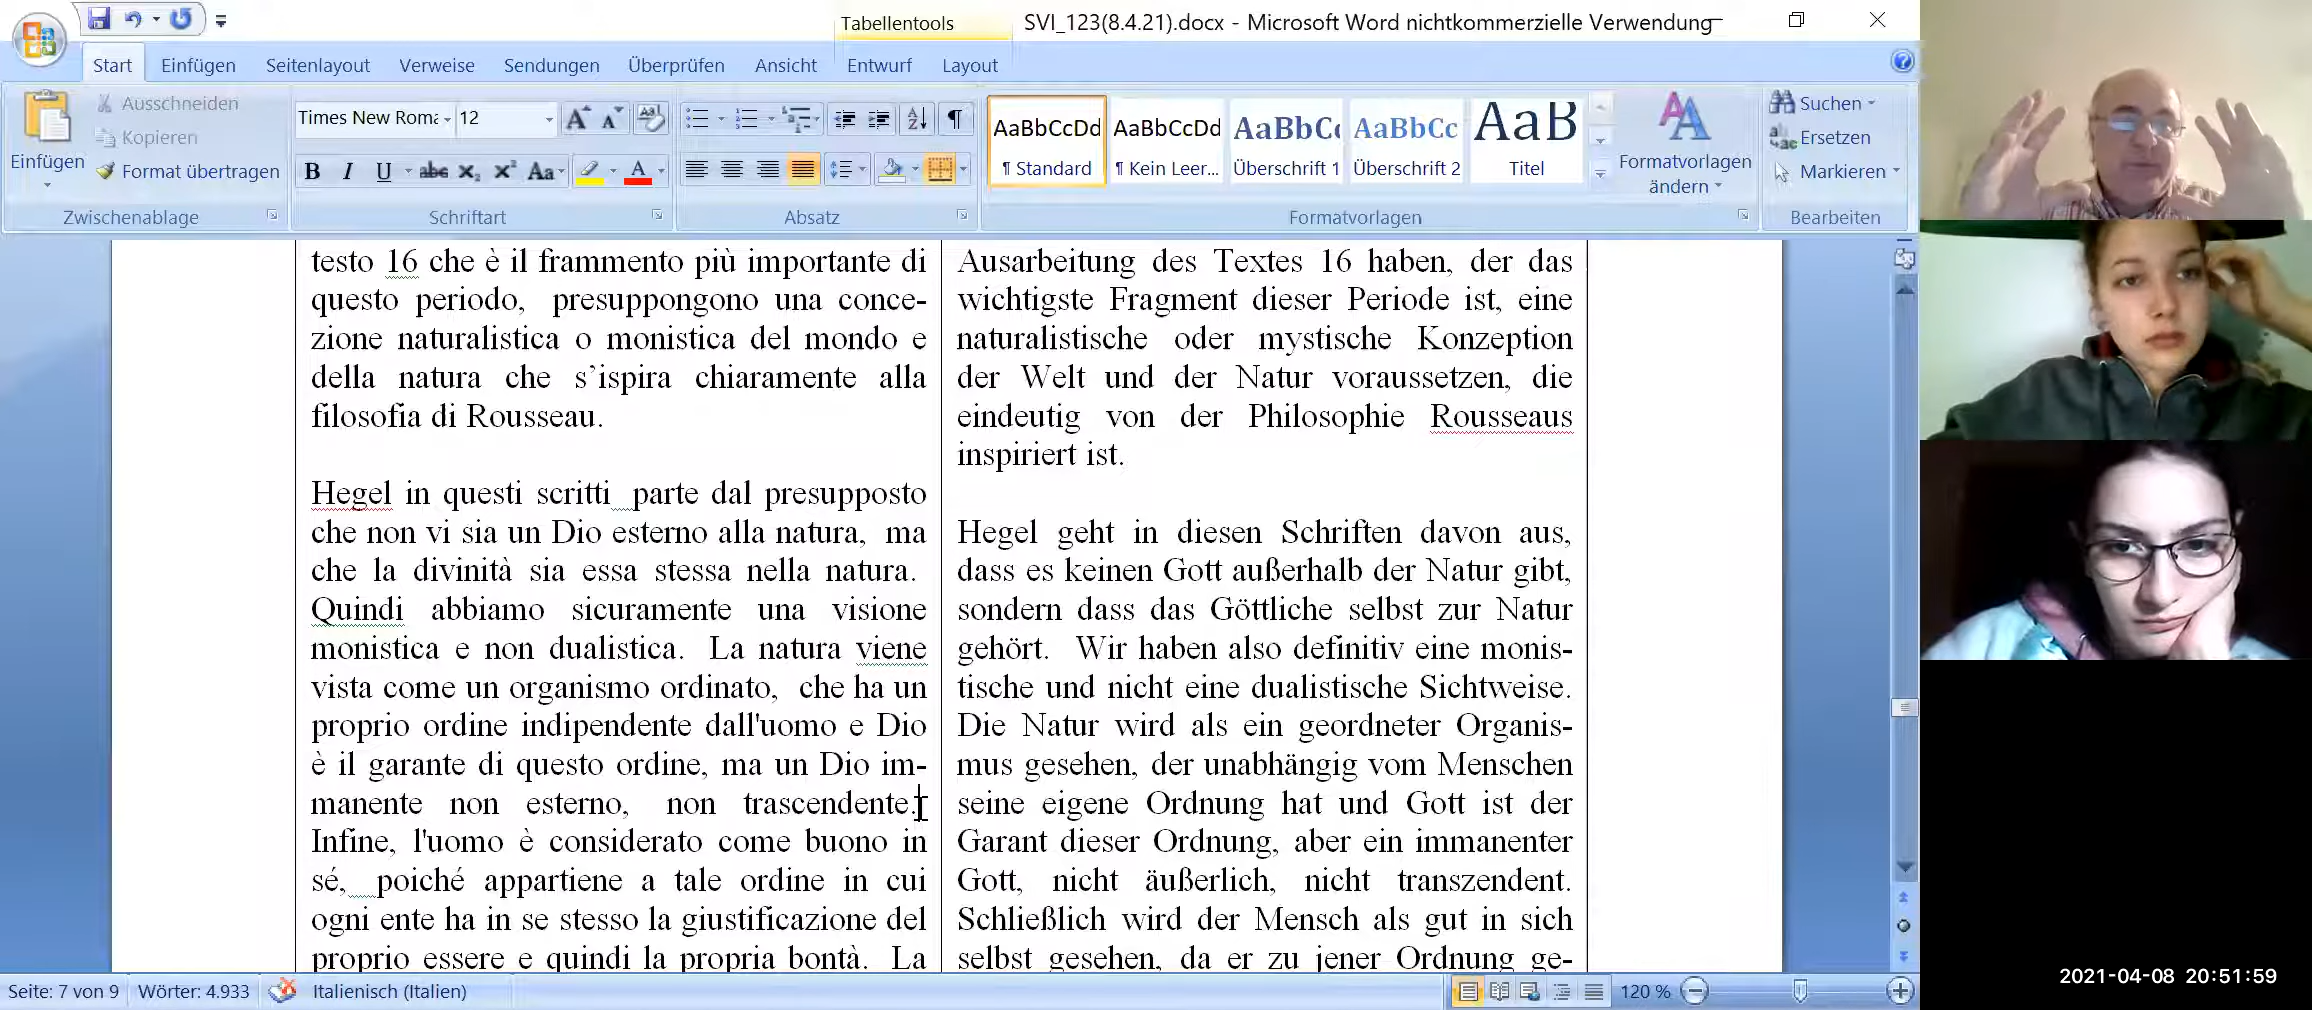 Tabellentools
SVI_123(8.4.21).docx - Microsoft Word nichtkommerzielle Verwendung
Start Einfügen Seitenlayout Verweise Sendungen Überprüfen Ansicht Entwurf Layout
Einfügen
Ausschneiden
Kopieren
Format übertragen
Zwischenablage
Times New Roma 12
Schriftart
Absatz
AaBbCcDd AaBbCcDd AaBbC AaBbCc AaB
¶ Standard ¶ Kein Leer... Überschrift 1 Überschrift 2 Titel
Formatvorlagen
ändern
Formatvorlagen
Suchen
Ersetzen
Markieren
Bearbeiten
testo 16 che è il frammento più importante di
questo periodo, presuppongono una conce-
zione naturalistica o monistica del mondo e
della natura che s’ispira chiaramente alla
filosofia di Rousseau.
Hegel in questi scritti parte dal presupposto
che non vi sia un Dio esterno alla natura, ma
che la divinità sia essa stessa nella natura.
Quindi abbiamo sicuramente una visione
monistica e non dualistica. La natura viene
vista come un organismo ordinato, che ha un
proprio ordine indipendente dall'uomo e Dio
è il garante di questo ordine, ma un Dio im-
manente non esterno, non trascendente.
Infine, l'uomo è considerato come buono in
sé, poiché appartiene a tale ordine in cui
ogni ente ha in se stesso la giustificazione del
proprio essere e quindi la propria bontà. La
Ausarbeitung des Textes 16 haben, der das
wichtigste Fragment dieser Periode ist, eine
naturalistische oder mystische Konzeption
der Welt und der Natur voraussetzen, die
eindeutig von der Philosophie Rousseaus
inspiriert ist.
Hegel geht in diesen Schriften davon aus,
dass es keinen Gott außerhalb der Natur gibt,
sondern dass das Göttliche selbst zur Natur
gehört. Wir haben also definitiv eine monis-
tische und nicht eine dualistische Sichtweise.
Die Natur wird als ein geordneter Organis-
mus gesehen, der unabhängig vom Menschen
seine eigene Ordnung hat und Gott ist der
Garant dieser Ordnung, aber ein immanenter
Gott, nicht äußerlich, nicht transzendent.
Schließlich wird der Mensch als gut in sich
selbst gesehen, da er zu jener Ordnung ge-
Seite: 7 von 9 Wörter: 4.933 Italienisch (Italien) 120 %
2021-04-08 20:51:59